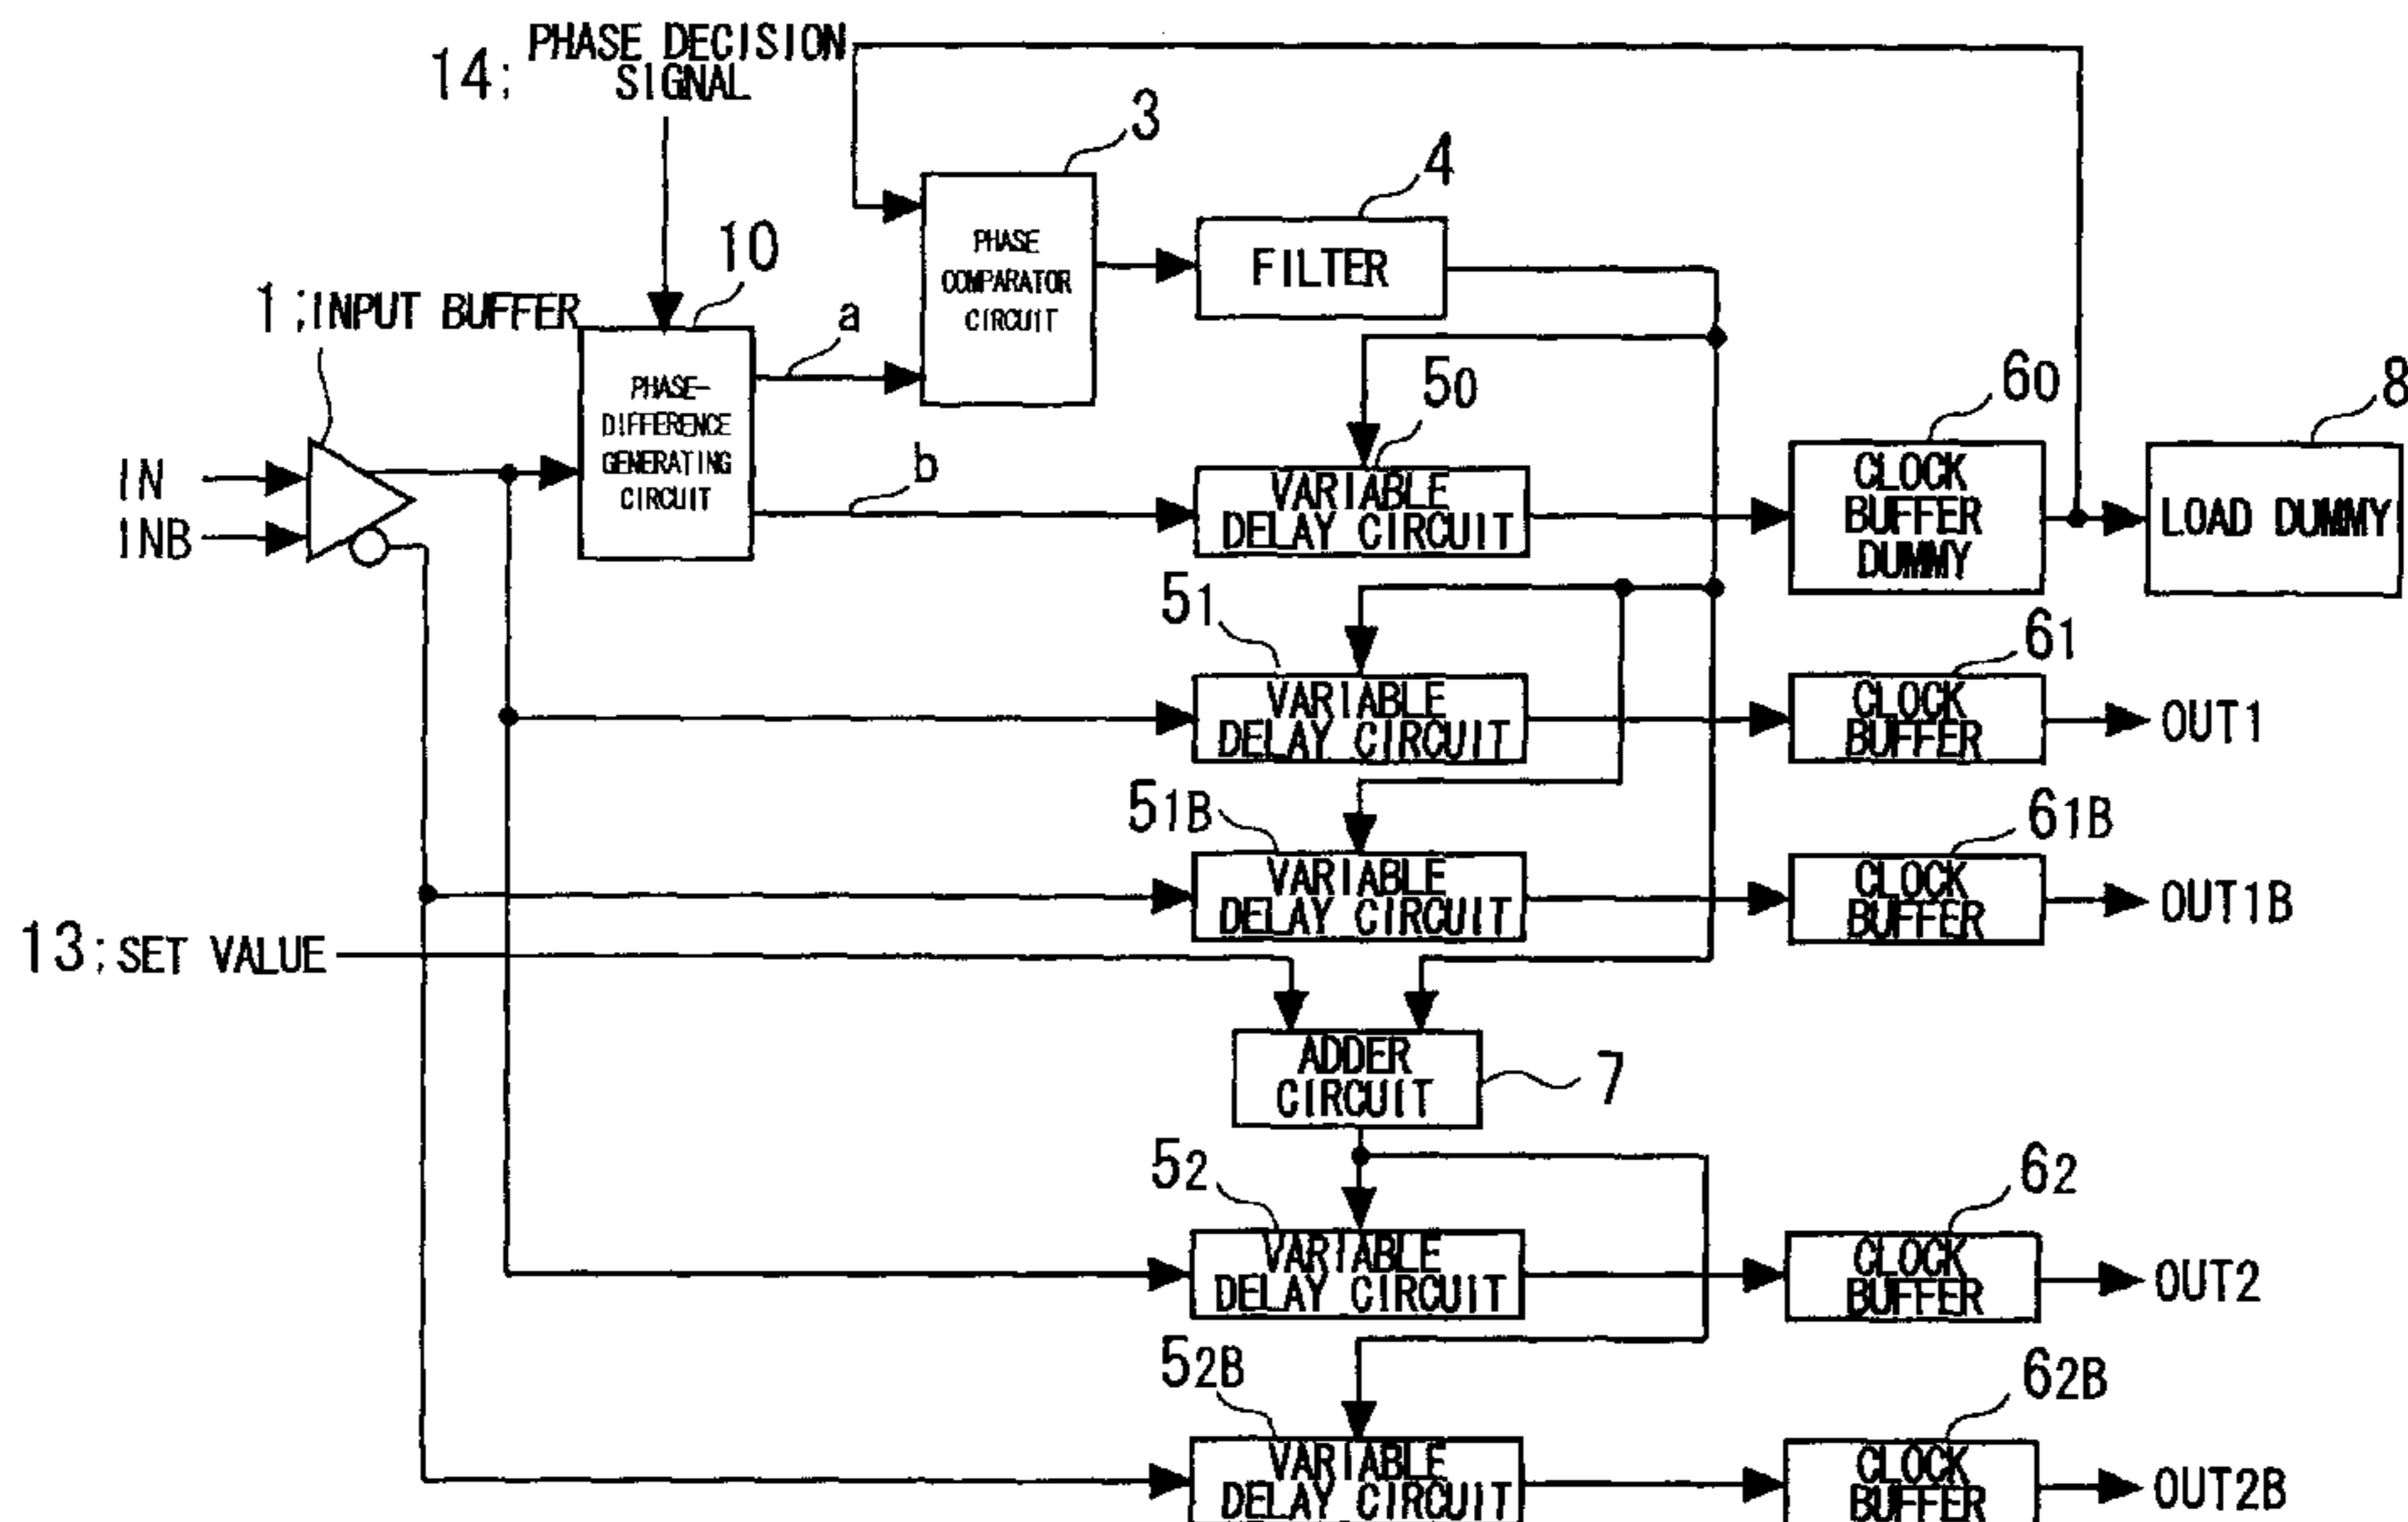 14; PHASE DECISION
SIGNAL
3
4
10
1; INPUT BUFFER
a
PHASE
COMPARATOR
CIRCUIT
FILTER
PHASE-
DIFFERENCE
GENERATING
CIRCUIT
b
50
60
8
IN
INB
VARIABLE
DELAY CIRCUIT
CLOCK
BUFFER
DUMMY
LOAD DUMMY
51
61
VARIABLE
DELAY CIRCUIT
CLOCK
BUFFER
OUT1
51B
61B
VARIABLE
DELAY CIRCUIT
CLOCK
BUFFER
OUT1B
13; SET VALUE
ADDER
CIRCUIT
7
52
62
VARIABLE
DELAY CIRCUIT
CLOCK
BUFFER
OUT2
52B
62B
VARIABLE
DELAY CIRCUIT
CLOCK
BUFFER
OUT2B